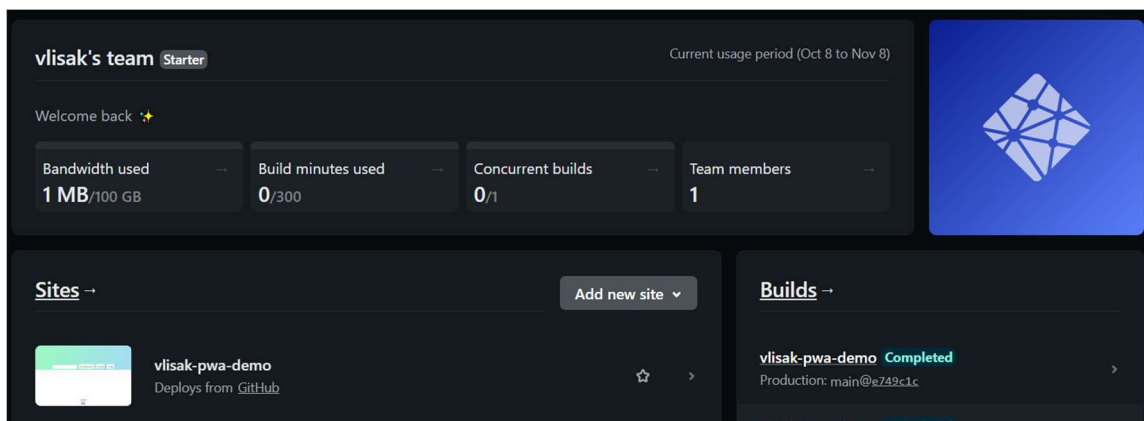 vlisak's team Starter
Current usage period (Oct 8 to Nov 8)
Welcome back ✨
Bandwidth used →
1 MB/100 GB
Build minutes used →
0/300
Concurrent builds →
0/1
Team members →
1
Sites →
Add new site
vlisak-pwa-demo
Deploys from GitHub
Builds →
vlisak-pwa-demo Completed
Production: main@e749c1c